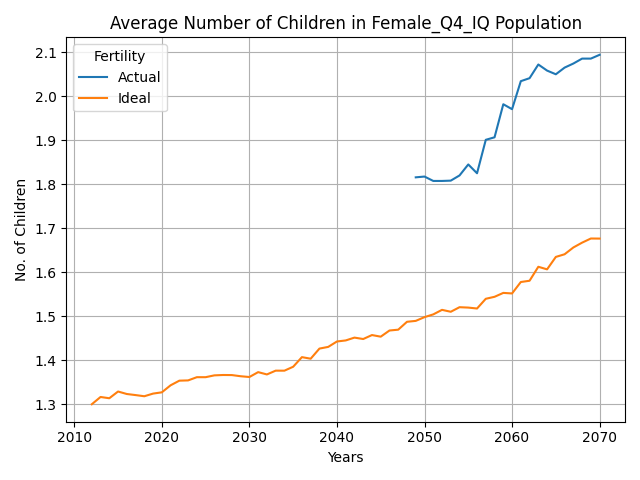 Average Number of Children in Female_Q4_IQ Population
Fertility
Actual
Ideal
No. of Children
2.1
2.0
1.9
1.8
1.7
1.6
1.5
1.4
1.3
2010 2020 2030 2040 2050 2060 2070
Years